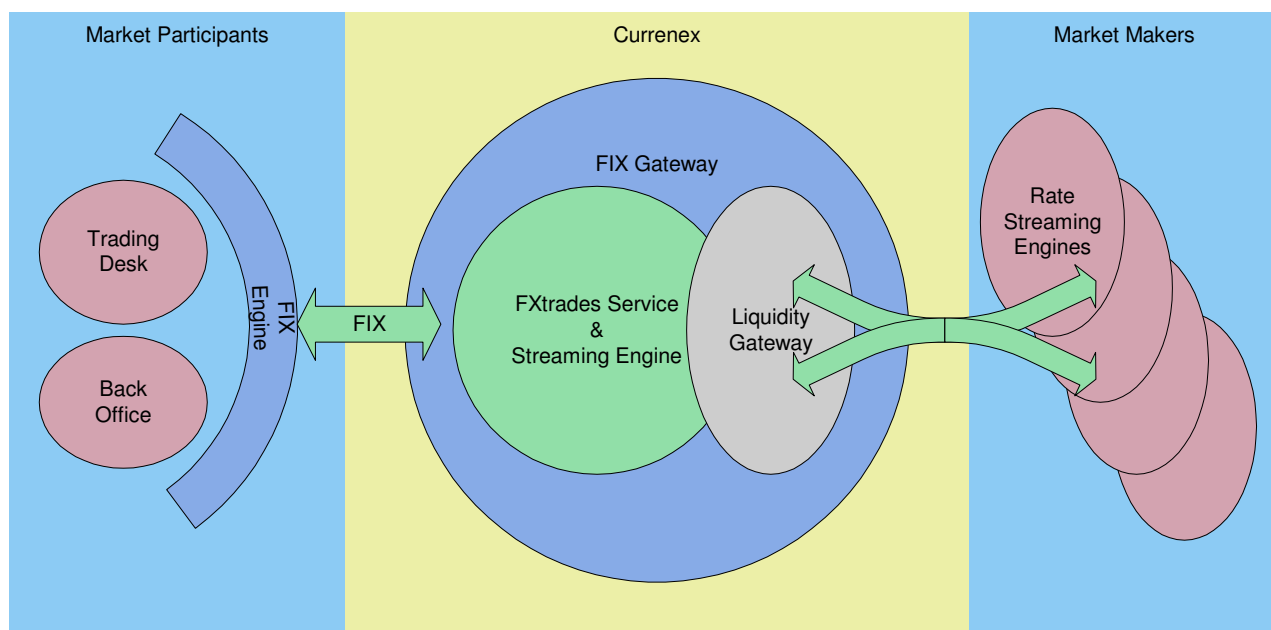 Market Participants
Currenex
Market Makers
FIX Gateway
Trading
Desk
Back
Office
FIX
Engine
FIX
FXtrades Service
&
Streaming Engine
Liquidity
Gateway
Rate
Streaming
Engines